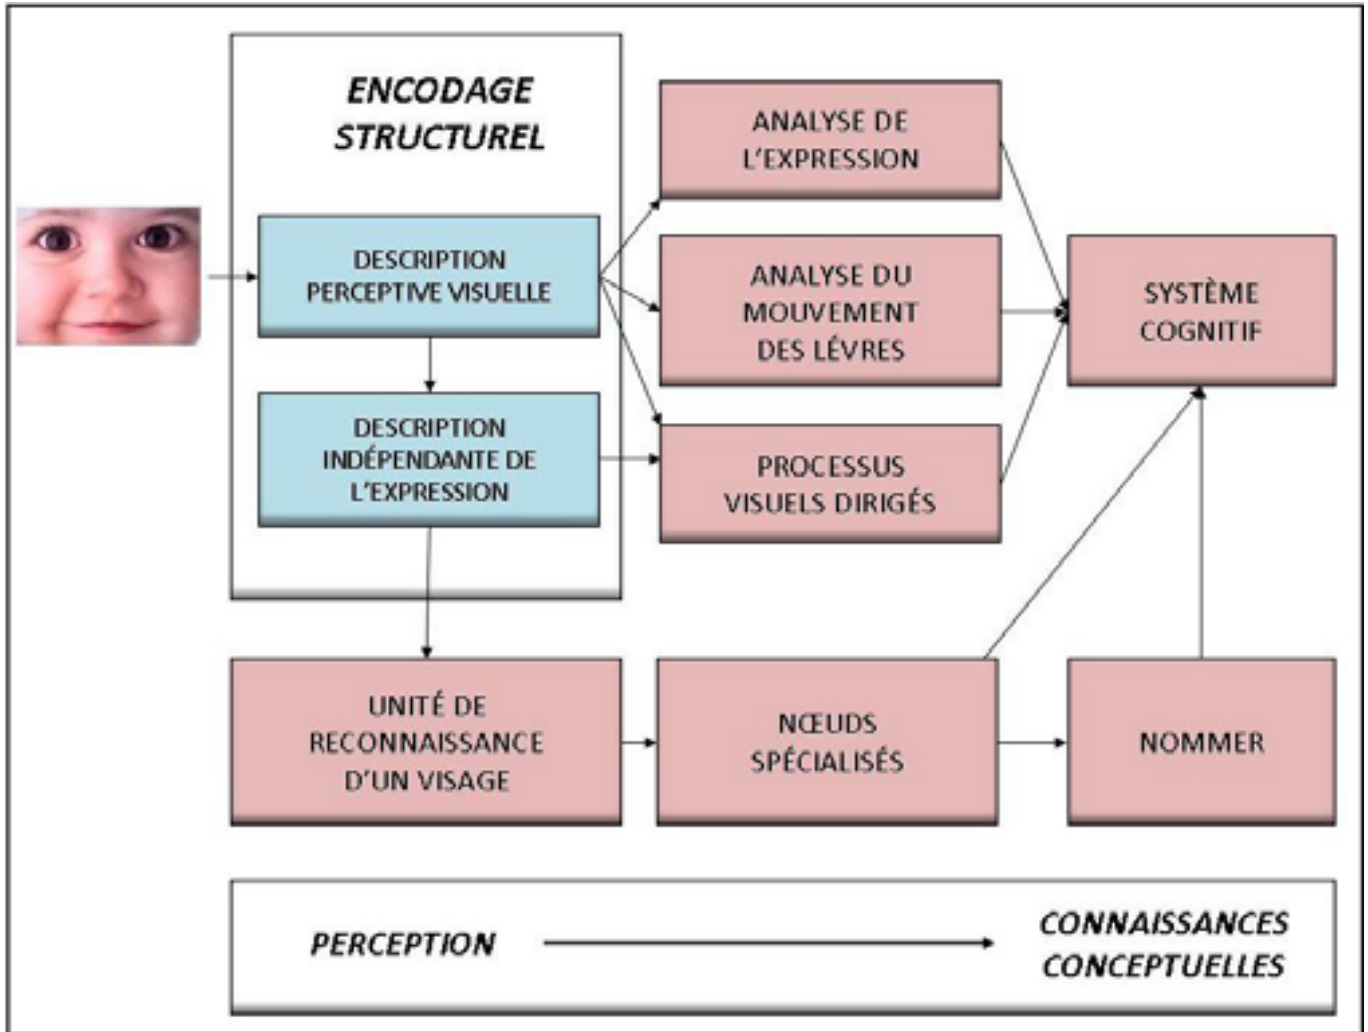 ENCODAGE
STRUCTUREL
DESCRIPTION
PERCEPTIVE VISUELLE
DESCRIPTION
INDÉPENDANTE DE
L'EXPRESSION
ANALYSE DE
L'EXPRESSION
ANALYSE DU
MOUVEMENT
DES LÉVRES
PROCESSUS
VISUELS DIRIGÉS
SYSTÈME
COGNITIF
UNITÉ DE
RECONNAISSANCE
D'UN VISAGE
NŒUDS
SPÉCIALISÉS
NOMMER
PERCEPTION
CONNAISSANCES
CONCEPTUELLES